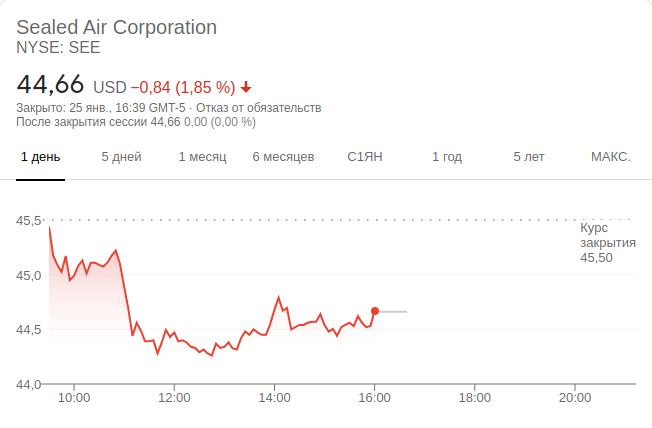 Sealed Air Corporation
NYSE: SEE
44,66 USD −0,84 (1,85 %)
Закрыто: 25 янв., 16:39 GMT-5 · Отказ от обязательств
После закрытия сессии 44,66 0,00 (0,00 %)
1 день 5 дней 1 месяц 6 месяцев С1ЯН 1 год 5 лет МАКС.
45,5
Курс
закрытия
45,50
45,0
44,5
44,0
10:00 12:00 14:00 16:00 18:00 20:00